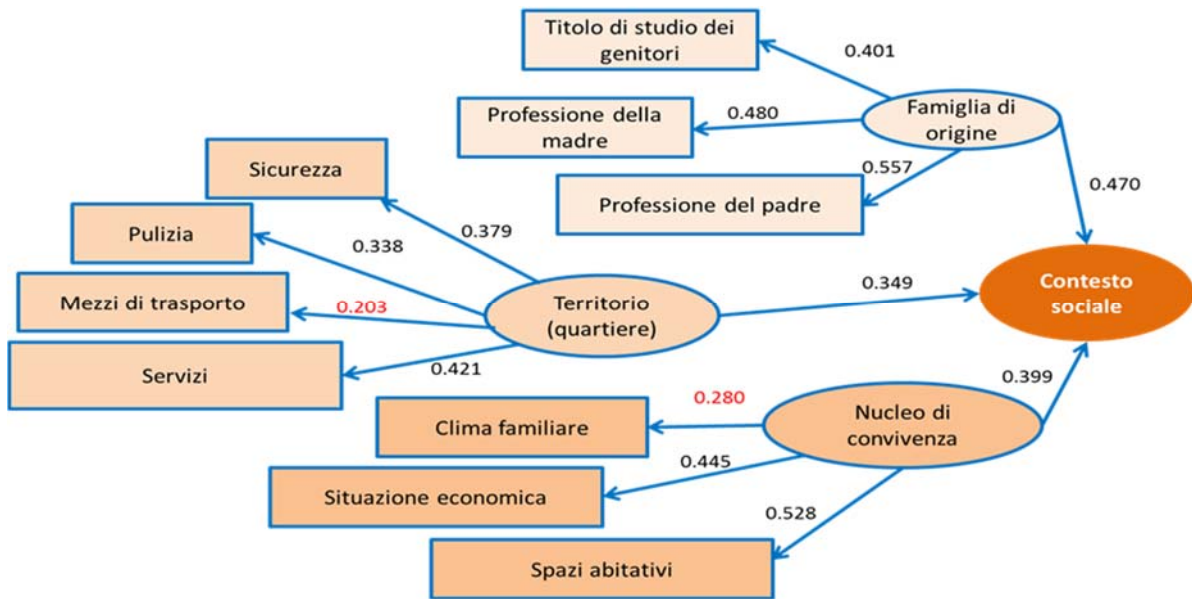 Titolo di studio dei
genitori
0.401
Professione della
madre
0.480
Famiglia di
origine
0.557
Professione del padre
0.470
Sicurezza
0.379
Pulizia
0.338
Mezzi di trasporto
0.203
Servizi
0.421
Territorio
(quartiere)
0.349
Contesto
sociale
0.399
Clima familiare
0.280
Nucleo di
convivenza
Situazione economica
0.445
Spazi abitativi
0.528